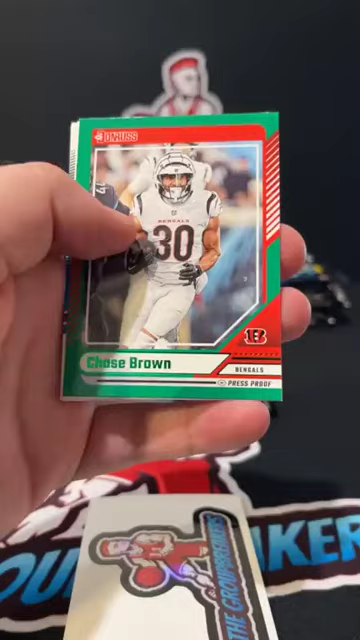 DONRUSS
BENGALS
30
Chase Brown
BENGALS
PRESS PROOF
THE GROUPBREAKERS